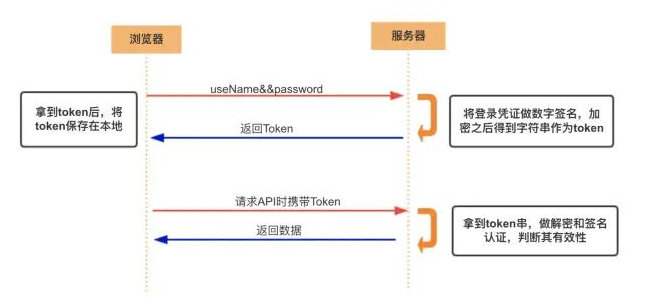 浏览器
服务器
useName&&password
拿到token后，将
token保存在本地
将登录凭证做数字签名，加
密之后得到字符串作为token
返回Token
请求API时携带Token
拿到token串，做解密和签名
认证，判断其有效性
返回数据